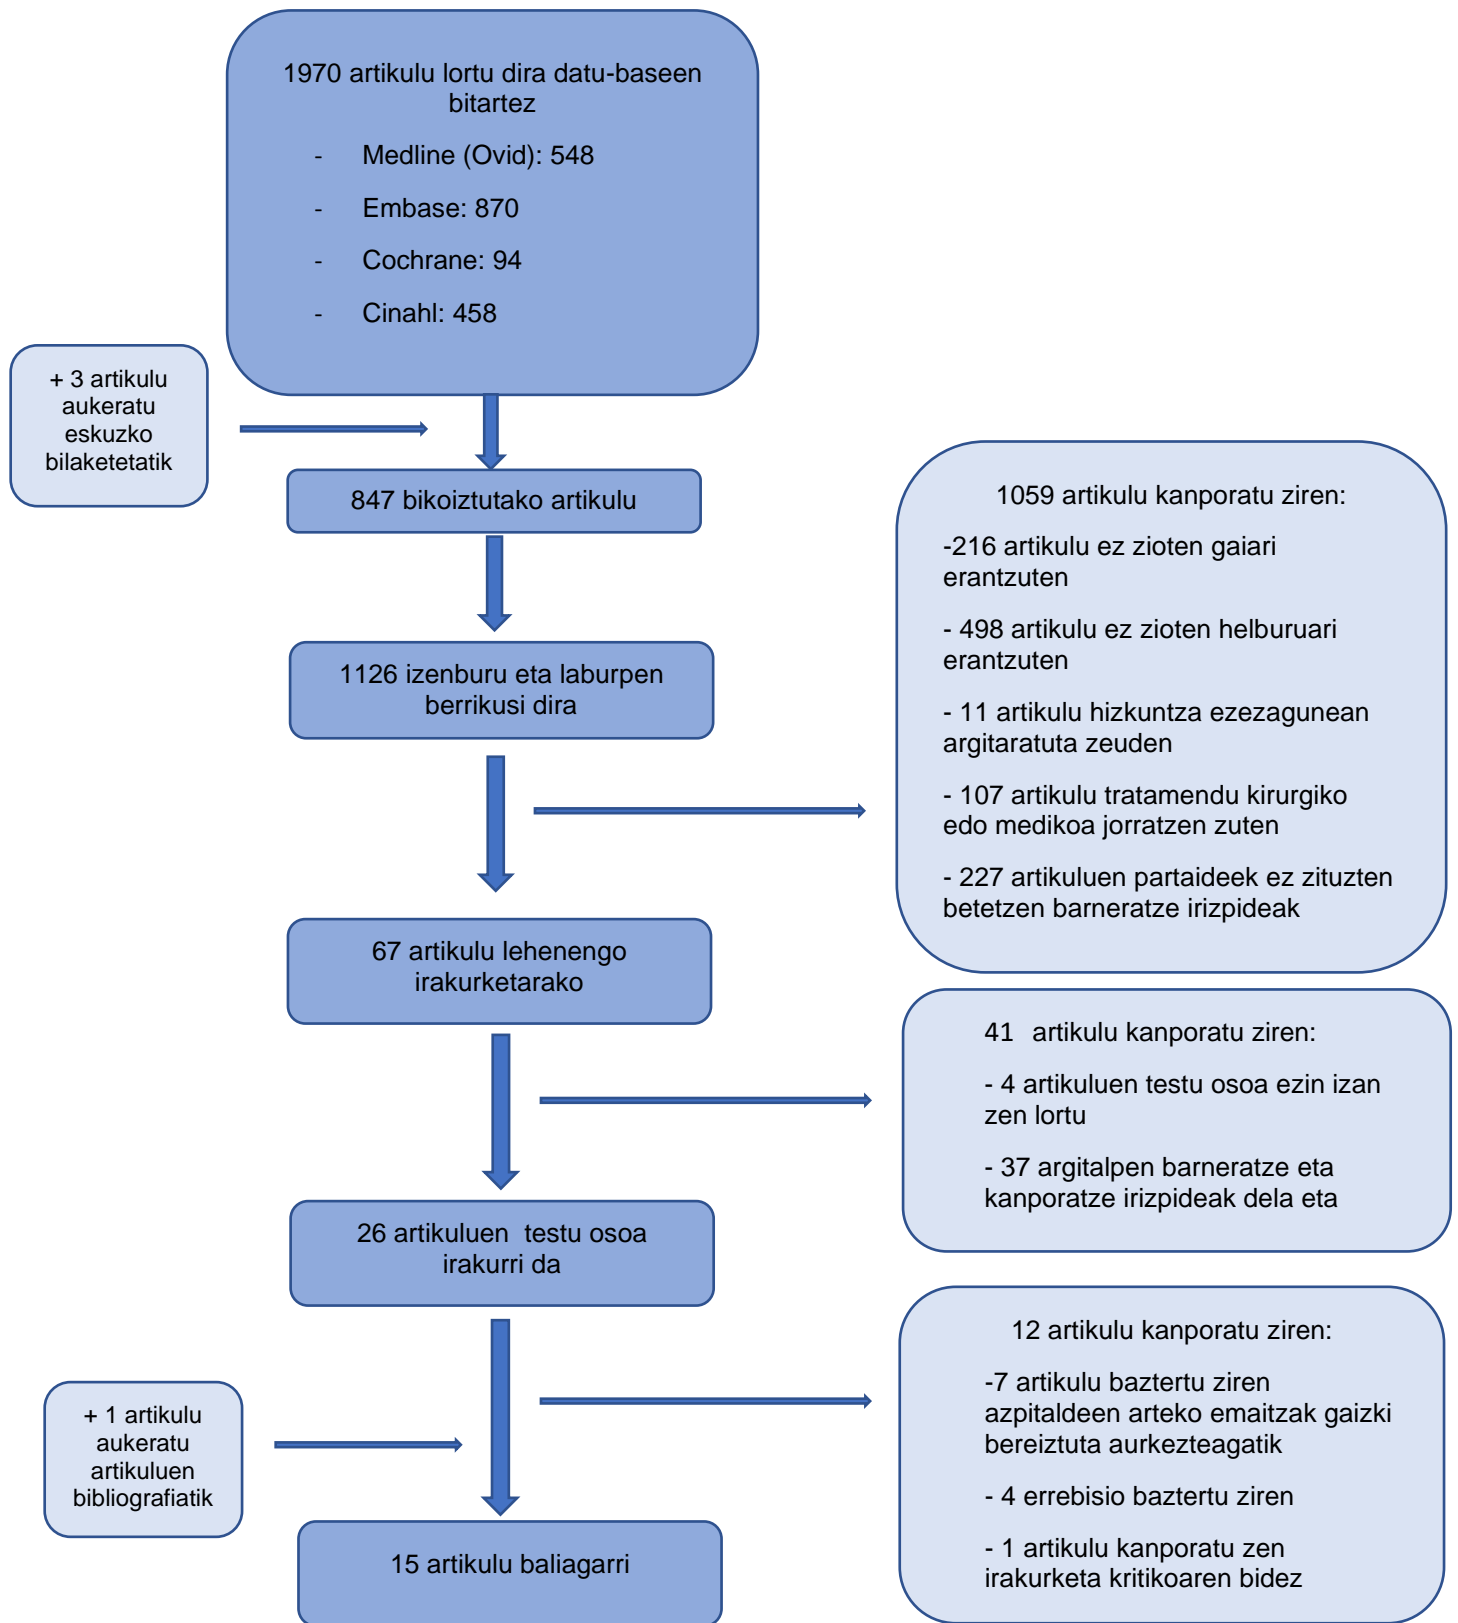 1970 artikulu lortu dira datu-baseen
bitartez
- Medline (Ovid): 548
- Embase: 870
- Cochrane: 94
- Cinahl: 458
+ 3 artikulu
aukeratu
eskuzko
bilaketetatik
847 bikoiztutako artikulu
1126 izenburu eta laburpen
berrikusi dira
1059 artikulu kanporatu ziren:
-216 artikulu ez zioten gaiari
erantzuten
- 498 artikulu ez zioten helburuari
erantzuten
- 11 artikulu hizkuntza ezezagunean
argitaratuta zeuden
- 107 artikulu tratamendu kirurgiko
edo medikoa jorratzen zuten
- 227 artikuluen partaideek ez zituzten
betetzen barneratze irizpideak
67 artikulu lehenengo
irakurketarako
41 artikulu kanporatu ziren:
- 4 artikuluen testu osoa ezin izan
zen lortu
- 37 argitalpen barneratze eta
kanporatze irizpideak dela eta
26 artikuluen testu osoa
irakurri da
12 artikulu kanporatu ziren:
-7 artikulu baztertu ziren
azpitaldeen arteko emaitzak gaizki
bereiztuta aurkezteagatik
- 4 errebisio baztertu ziren
- 1 artikulu kanporatu zen
irakurketa kritikoaren bidez
+ 1 artikulu
aukeratu
artikuluen
bibliografiatik
15 artikulu baliagarri